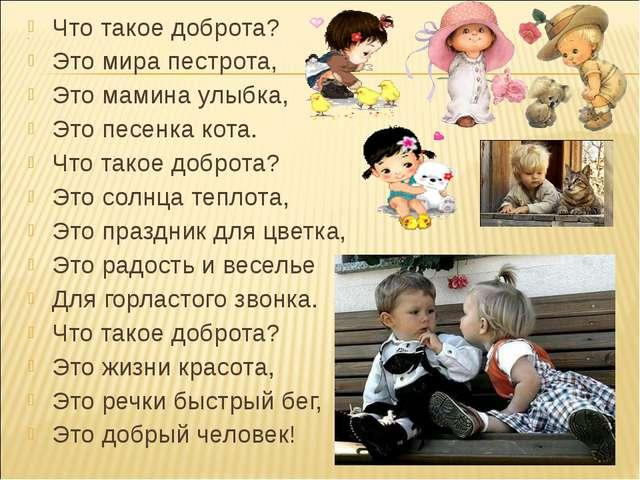 Что такое доброта?
Это мира пестрота,
Это мамина улыбка,
Это песенка кота.
Что такое доброта?
Это солнца теплота,
Это праздник для цветка,
Это радость и веселье
Для горластого звонка.
Что такое доброта?
Это жизни красота,
Это речки быстрый бег,
Это добрый человек!